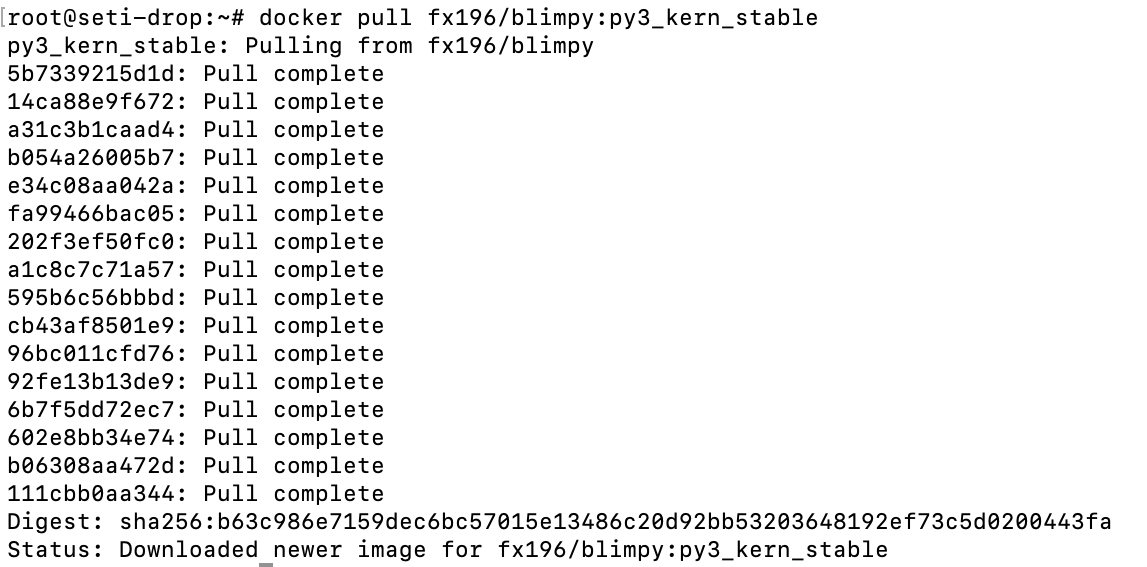 [root@seti-drop:~# docker pull fx196/blimpy:py3_kern_stable
py3_kern_stable: Pulling from fx196/blimpy
5b7339215d1d: Pull complete
14ca88e9f672: Pull complete
a31c3b1caad4: Pull complete
b054a26005b7: Pull complete
e34c08aa042a: Pull complete
fa99466bac05: Pull complete
202f3ef50fc0: Pull complete
a1c8c7c71a57: Pull complete
595b6c56bbbd: Pull complete
cb43af8501e9: Pull complete
96bc011cfd76: Pull complete
92fe13b13de9: Pull complete
6b7f5dd72ec7: Pull complete
602e8bb34e74: Pull complete
b06308aa472d: Pull complete
111cbb0aa344: Pull complete
Digest: sha256:b63c986e7159dec6bc57015e13486c20d92bb53203648192ef73c5d0200443fa
Status: Downloaded newer image for fx196/blimpy:py3_kern_stable